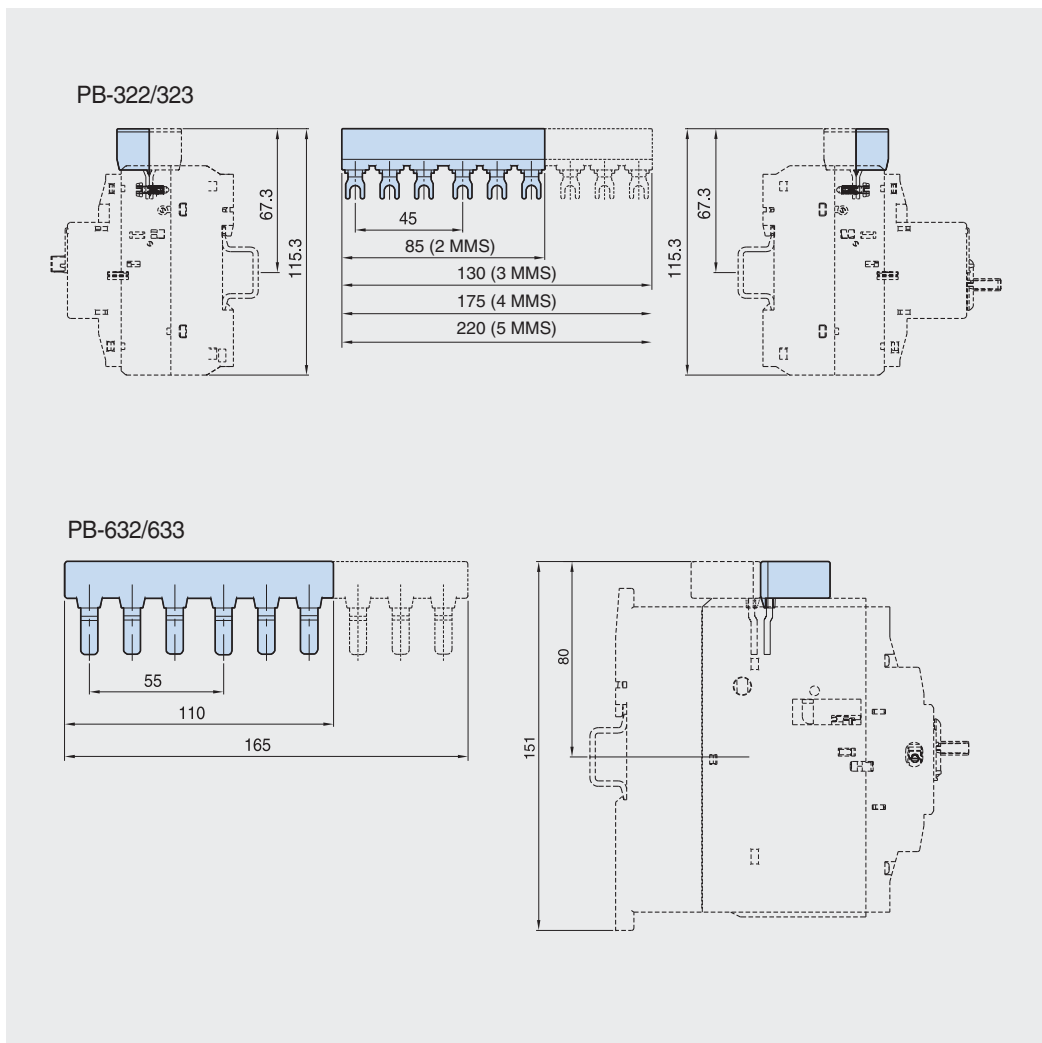 PB-322/323
67.3
115.3
45
85 (2 MMS)
130 (3 MMS)
175 (4 MMS)
220 (5 MMS)
67.3
115.3
PB-632/633
55
110
165
80
151